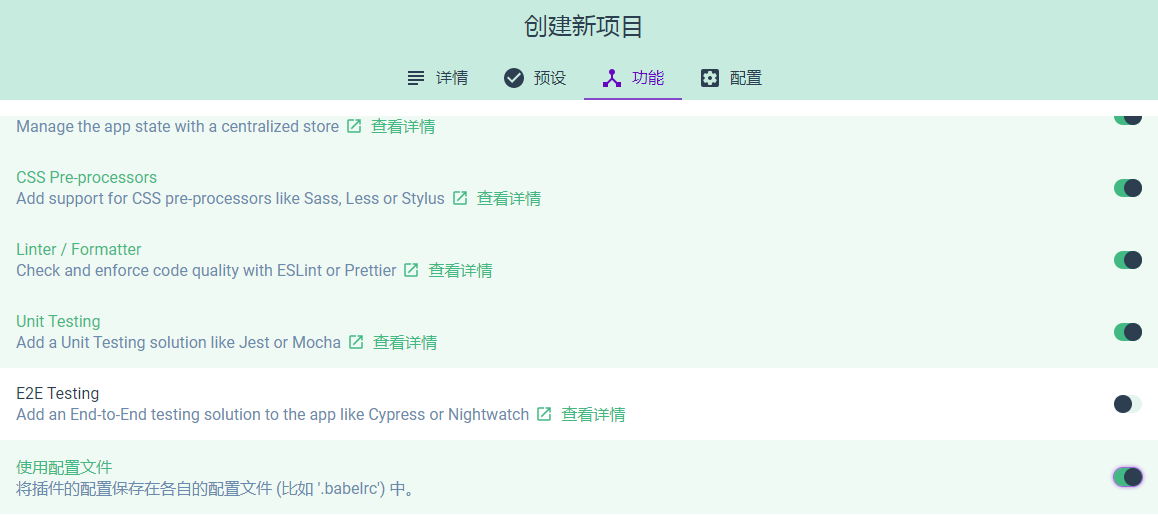 创建新项目
详情 预设 功能 配置
Manage the app state with a centralized store 查看详情
CSS Pre-processors
Add support for CSS pre-processors like Sass, Less or Stylus 查看详情
Linter / Formatter
Check and enforce code quality with ESLint or Prettier 查看详情
Unit Testing
Add a Unit Testing solution like Jest or Mocha 查看详情
E2E Testing
Add an End-to-End testing solution to the app like Cypress or Nightwatch 查看详情
使用配置文件
将插件的配置保存在各自的配置文件 (比如 '.babelrc') 中。